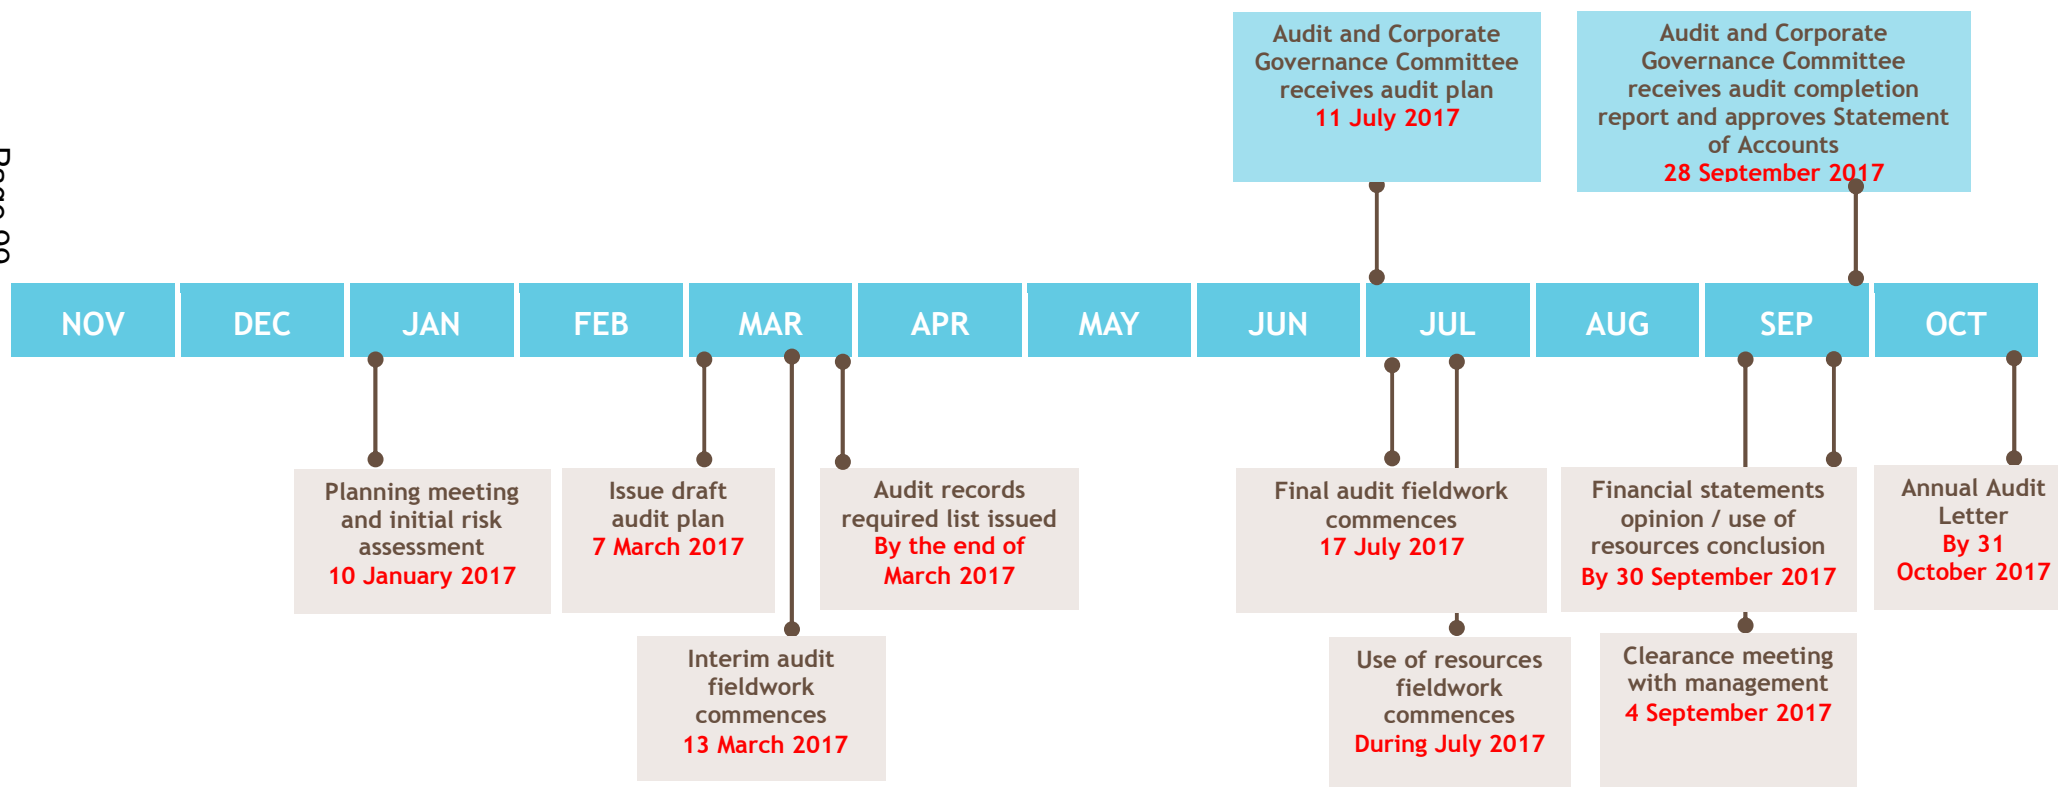 Audit and Corporate
Governance Committee
receives audit plan
11 July 2017
Audit and Corporate
Governance Committee
receives audit completion
report and approves Statement
of Accounts
28 September 2017
NOV
DEC
JAN
FEB
MAR
APR
MAY
JUN
JUL
AUG
SEP
OCT
Planning meeting
and initial risk
assessment
10 January 2017
Issue draft
audit plan
7 March 2017
Audit records
required list issued
By the end of
March 2017
Final audit fieldwork
commences
17 July 2017
Financial statements
opinion / use of
resources conclusion
By 30 September 2017
Annual Audit
Letter
By 31
October 2017
Interim audit
fieldwork
commences
13 March 2017
Use of resources
fieldwork
commences
During July 2017
Clearance meeting
with management
4 September 2017